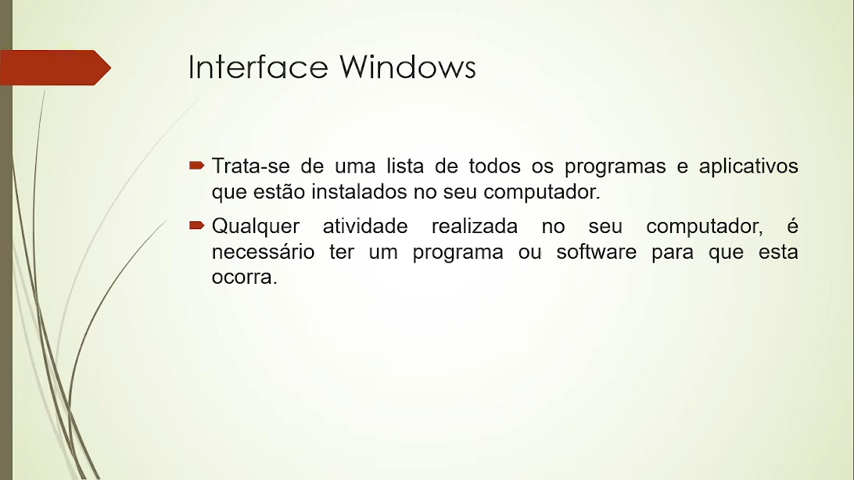 Interface Windows
Trata-se de uma lista de todos os programas e aplicativos
que estão instalados no seu computador.
Qualquer atividade realizada no seu computador, é
necessário ter um programa ou software para que esta
ocorra.